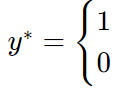 y* = { 1
0